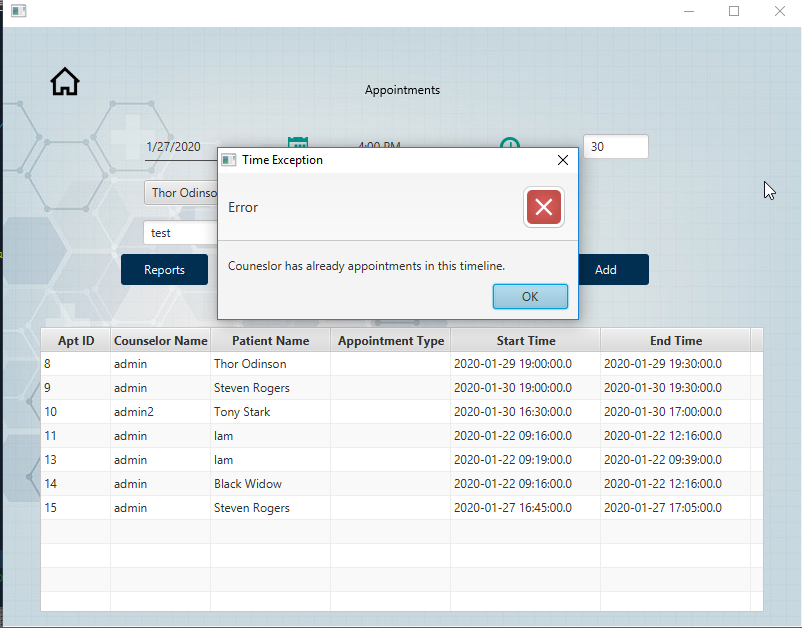 Appointments
1/27/2020 4:00 PM 30
Time Exception
Thor Odinso
Error
test
Reports
Couneslor has already appointments in this timeline.
Add
OK
Apt ID Counselor Name Patient Name Appointment Type Start Time End Time
8 admin Thor Odinson 2020-01-29 19:00:00.0 2020-01-29 19:30:00.0
9 admin Steven Rogers 2020-01-30 19:00:00.0 2020-01-30 19:30:00.0
10 admin2 Tony Stark 2020-01-30 16:30:00.0 2020-01-30 17:00:00.0
11 admin Iam 2020-01-22 09:16:00.0 2020-01-22 12:16:00.0
13 admin Iam 2020-01-22 09:19:00.0 2020-01-22 09:39:00.0
14 admin Black Widow 2020-01-22 09:16:00.0 2020-01-22 12:16:00.0
15 admin Steven Rogers 2020-01-27 16:45:00.0 2020-01-27 17:05:00.0